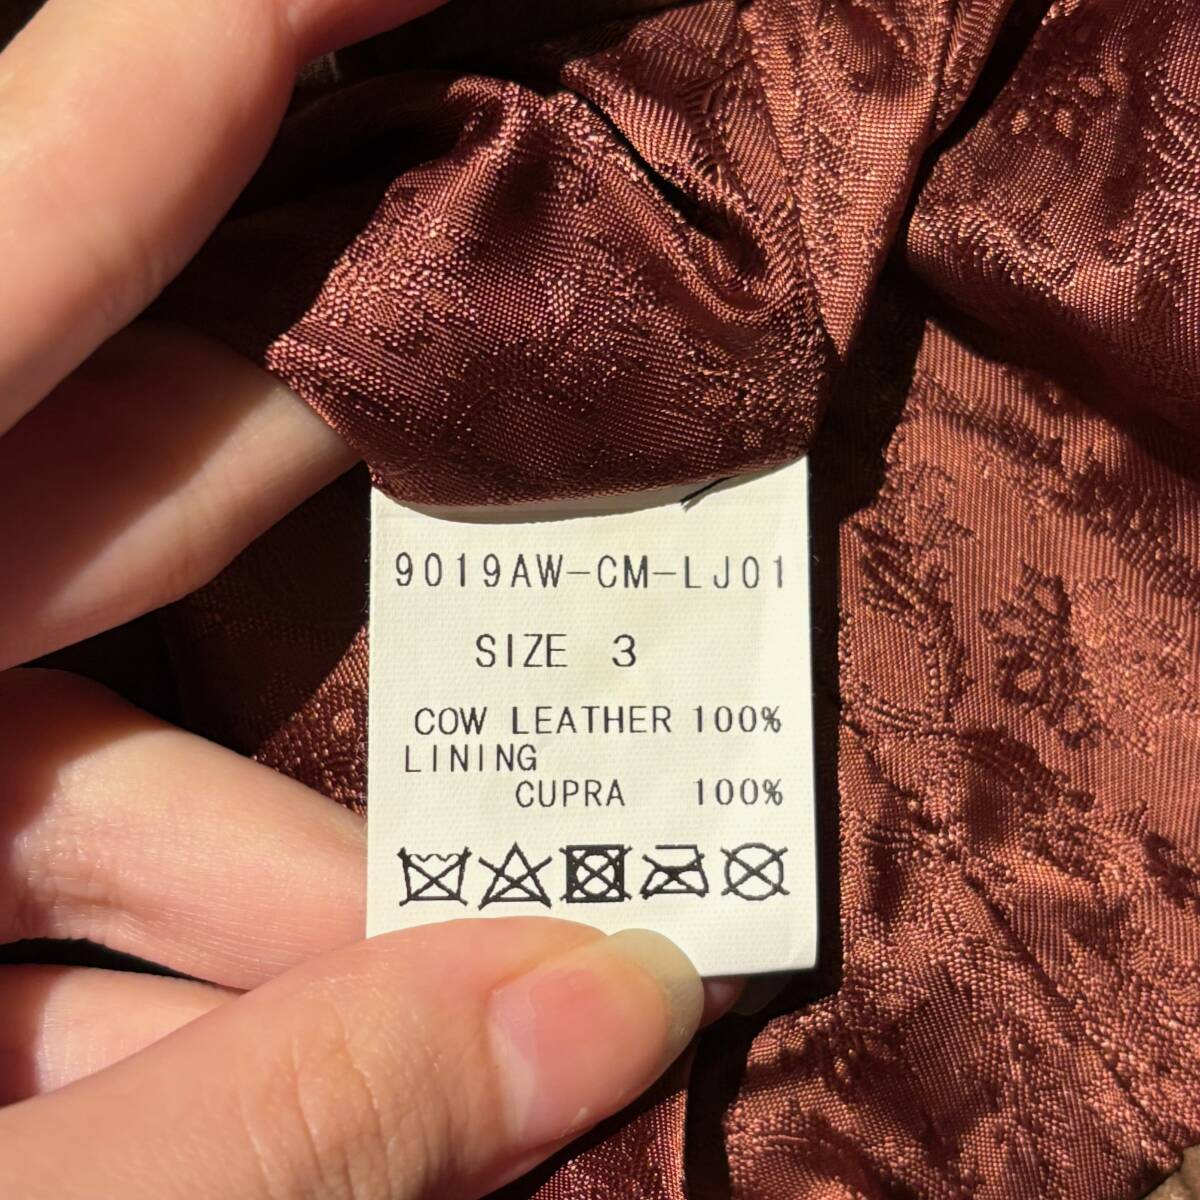 9019AW-CM-LJ01
SIZE 3
COW LEATHER 100%
LINING
CUPRA 100%